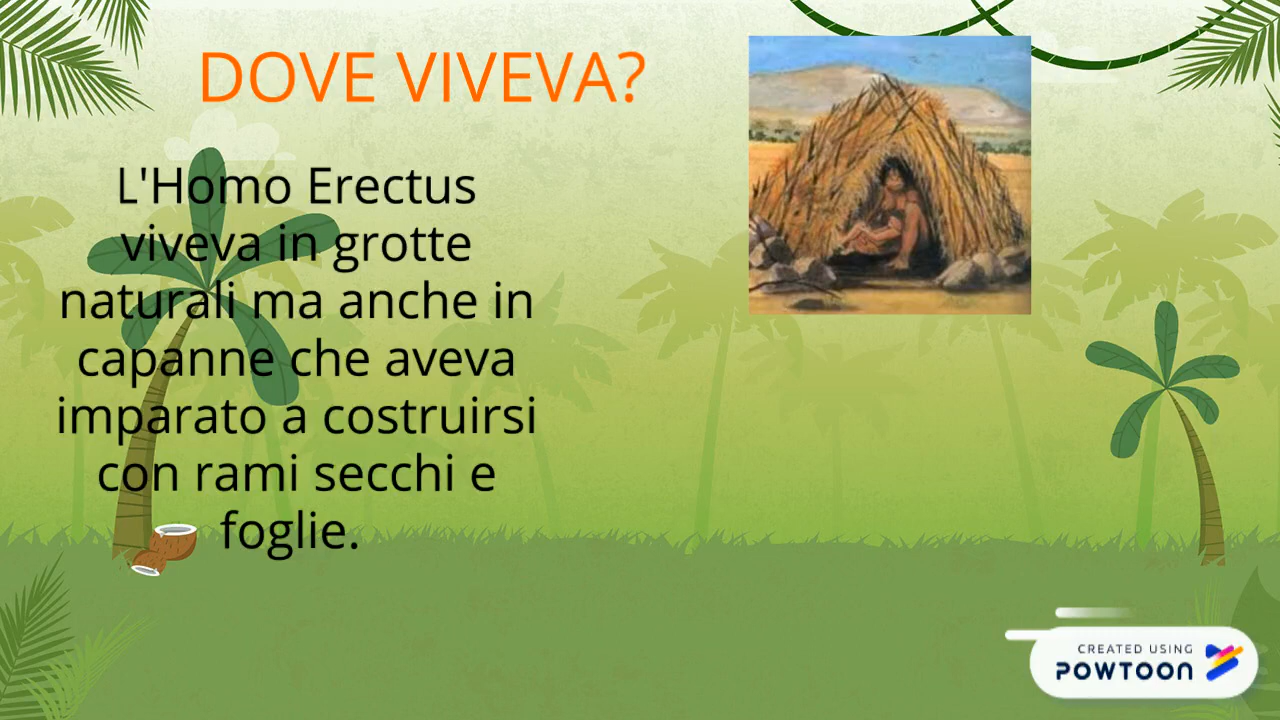 DOVE VIVEVA?
L'Homo Erectus
viveva in grotte
naturali ma anche in
capanne che aveva
imparato a costruirsi
con rami secchi e
foglie.
CREATED USING
POWTOON